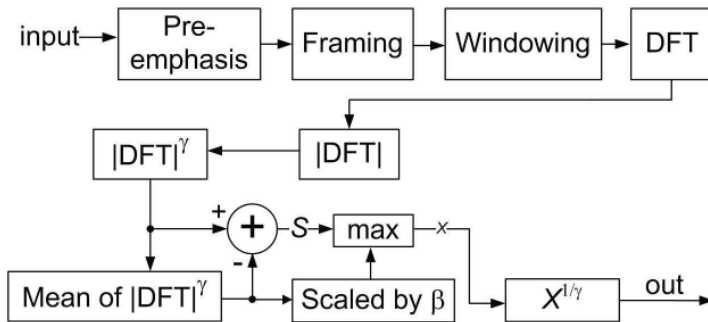 input
Pre-
emphasis
Framing
Windowing
DFT
|DFT|^γ
|DFT|
+
+
S
max
x
-
Mean of |DFT|^γ
Scaled by β
X^1/γ
out